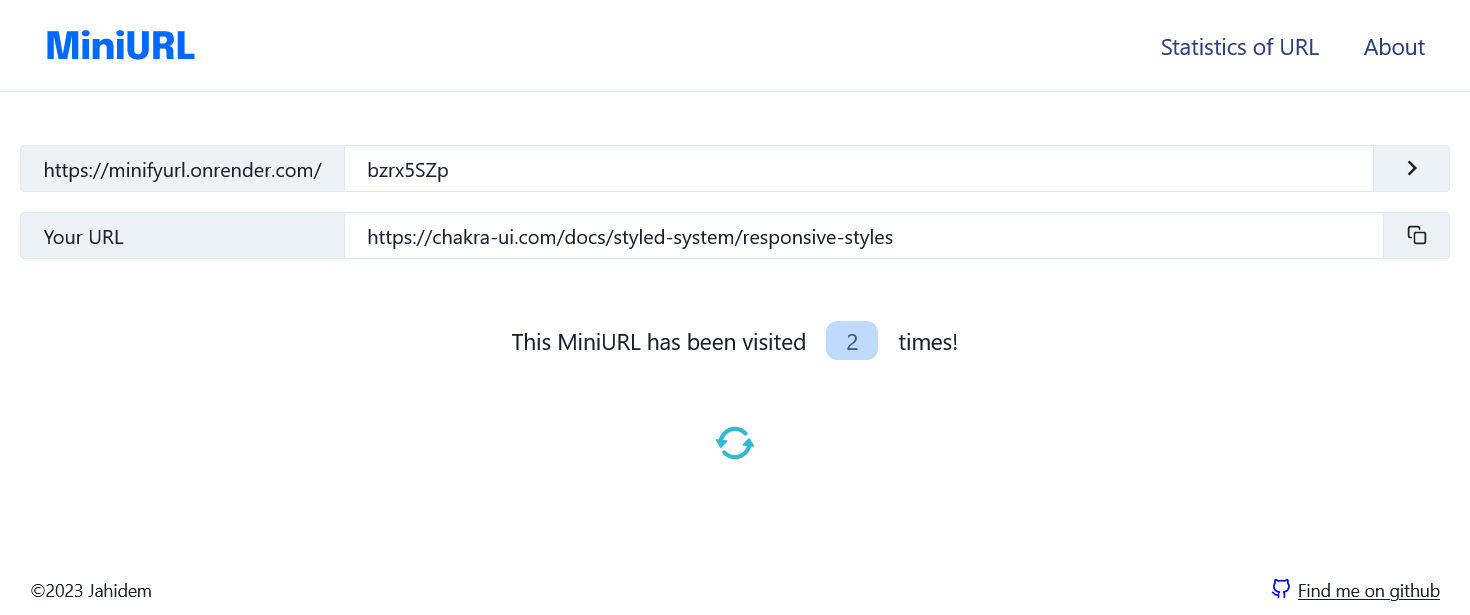 MiniURL Statistics of URL About
https://minifyurl.onrender.com/ bzrx5SZp
Your URL https://chakra-ui.com/docs/styled-system/responsive-styles
This MiniURL has been visited 2 times!
©2023 Jahidem Find me on github